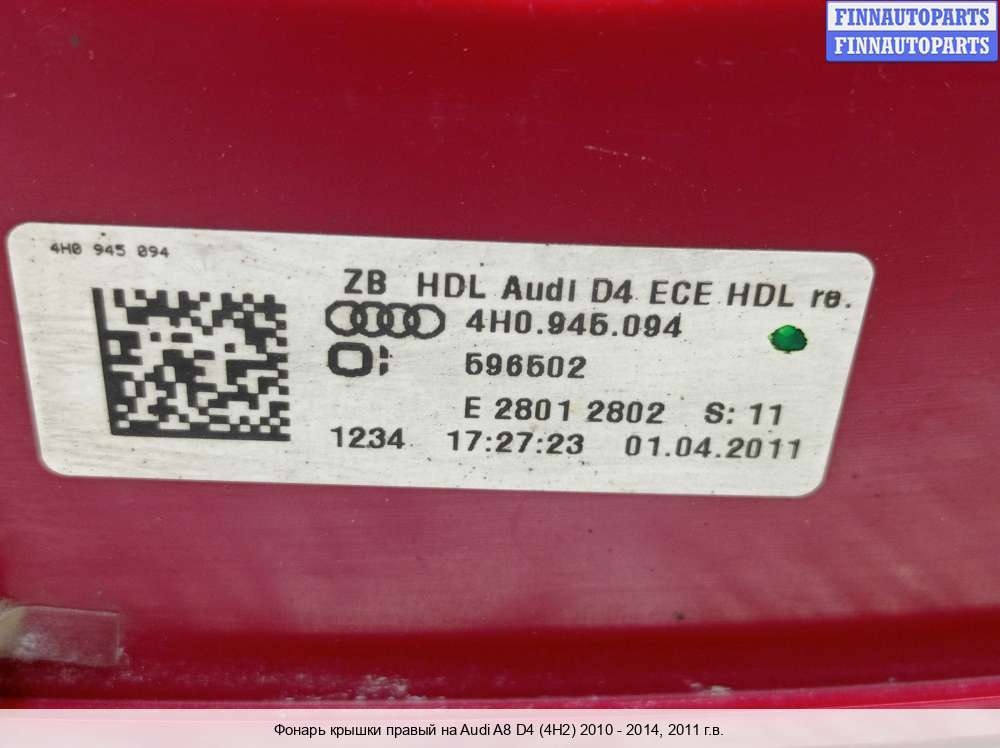 FINNAUTOPARTS
FINNAUTOPARTS
4H0 945 094
ZB HDL Audi D4 ECE HDL re.
4H0.945.094
596502
E 2801 2802 S: 11
1234 17:27:23 01.04.2011
Фонарь крышки правый на Audi A8 D4 (4H2) 2010 - 2014, 2011 г.в.